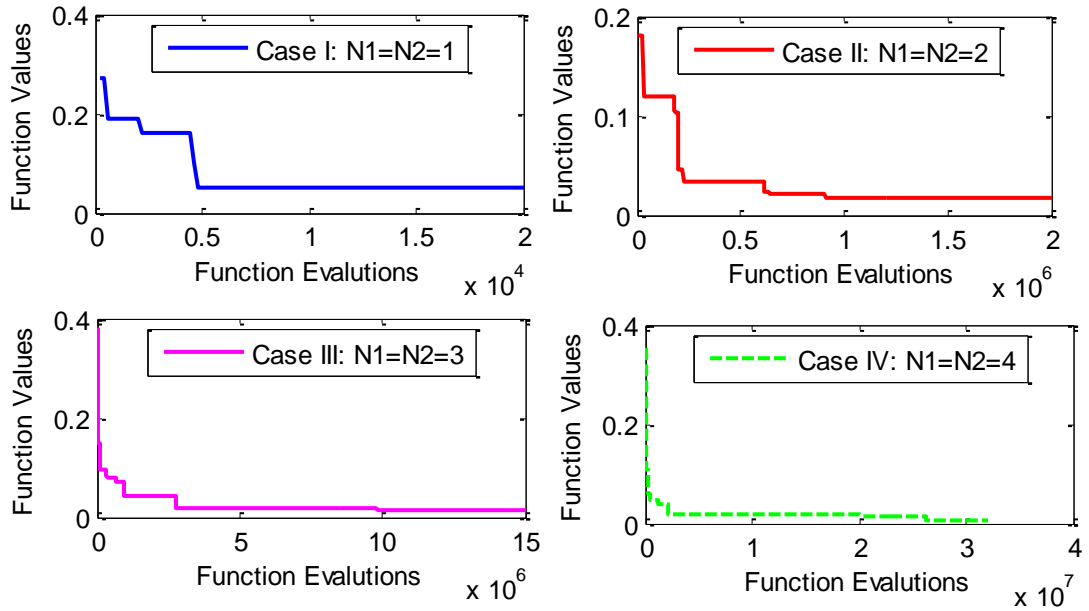 0.4
0.2
0
Function Values
Case I: N1=N2=1
0 0.5 1 1.5 2
Function Evalutions
x 10^4
0.2
0.1
0
Function Values
Case II: N1=N2=2
0 0.5 1 1.5 2
Function Evalutions
x 10^6
0.4
0.2
0
Function Values
Case III: N1=N2=3
0 5 10 15
Function Evalutions
x 10^6
0.4
0.2
0
Function Values
Case IV: N1=N2=4
0 1 2 3 4
Function Evalutions
x 10^7